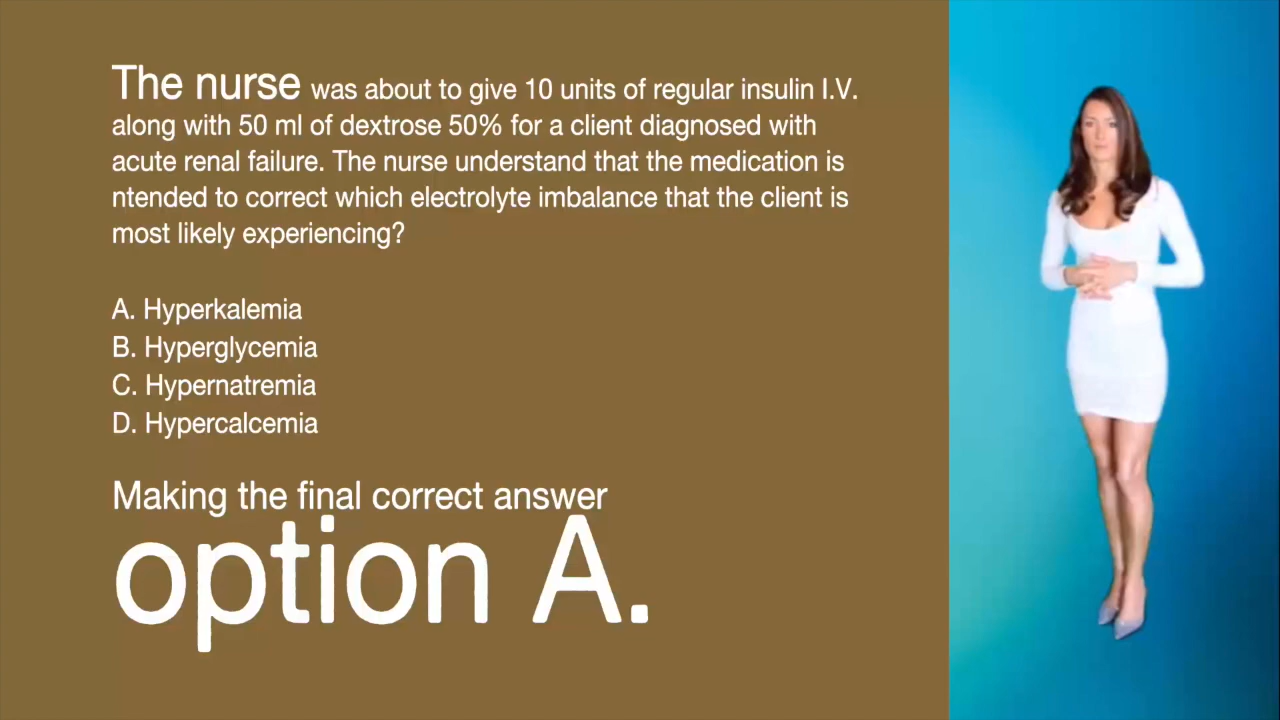 The nurse was about to give 10 units of regular insulin I.V.
along with 50 ml of dextrose 50% for a client diagnosed with
acute renal failure. The nurse understand that the medication is
ntended to correct which electrolyte imbalance that the client is
most likely experiencing?
A. Hyperkalemia
B. Hyperglycemia
C. Hypernatremia
D. Hypercalcemia
Making the final correct answer
option A.